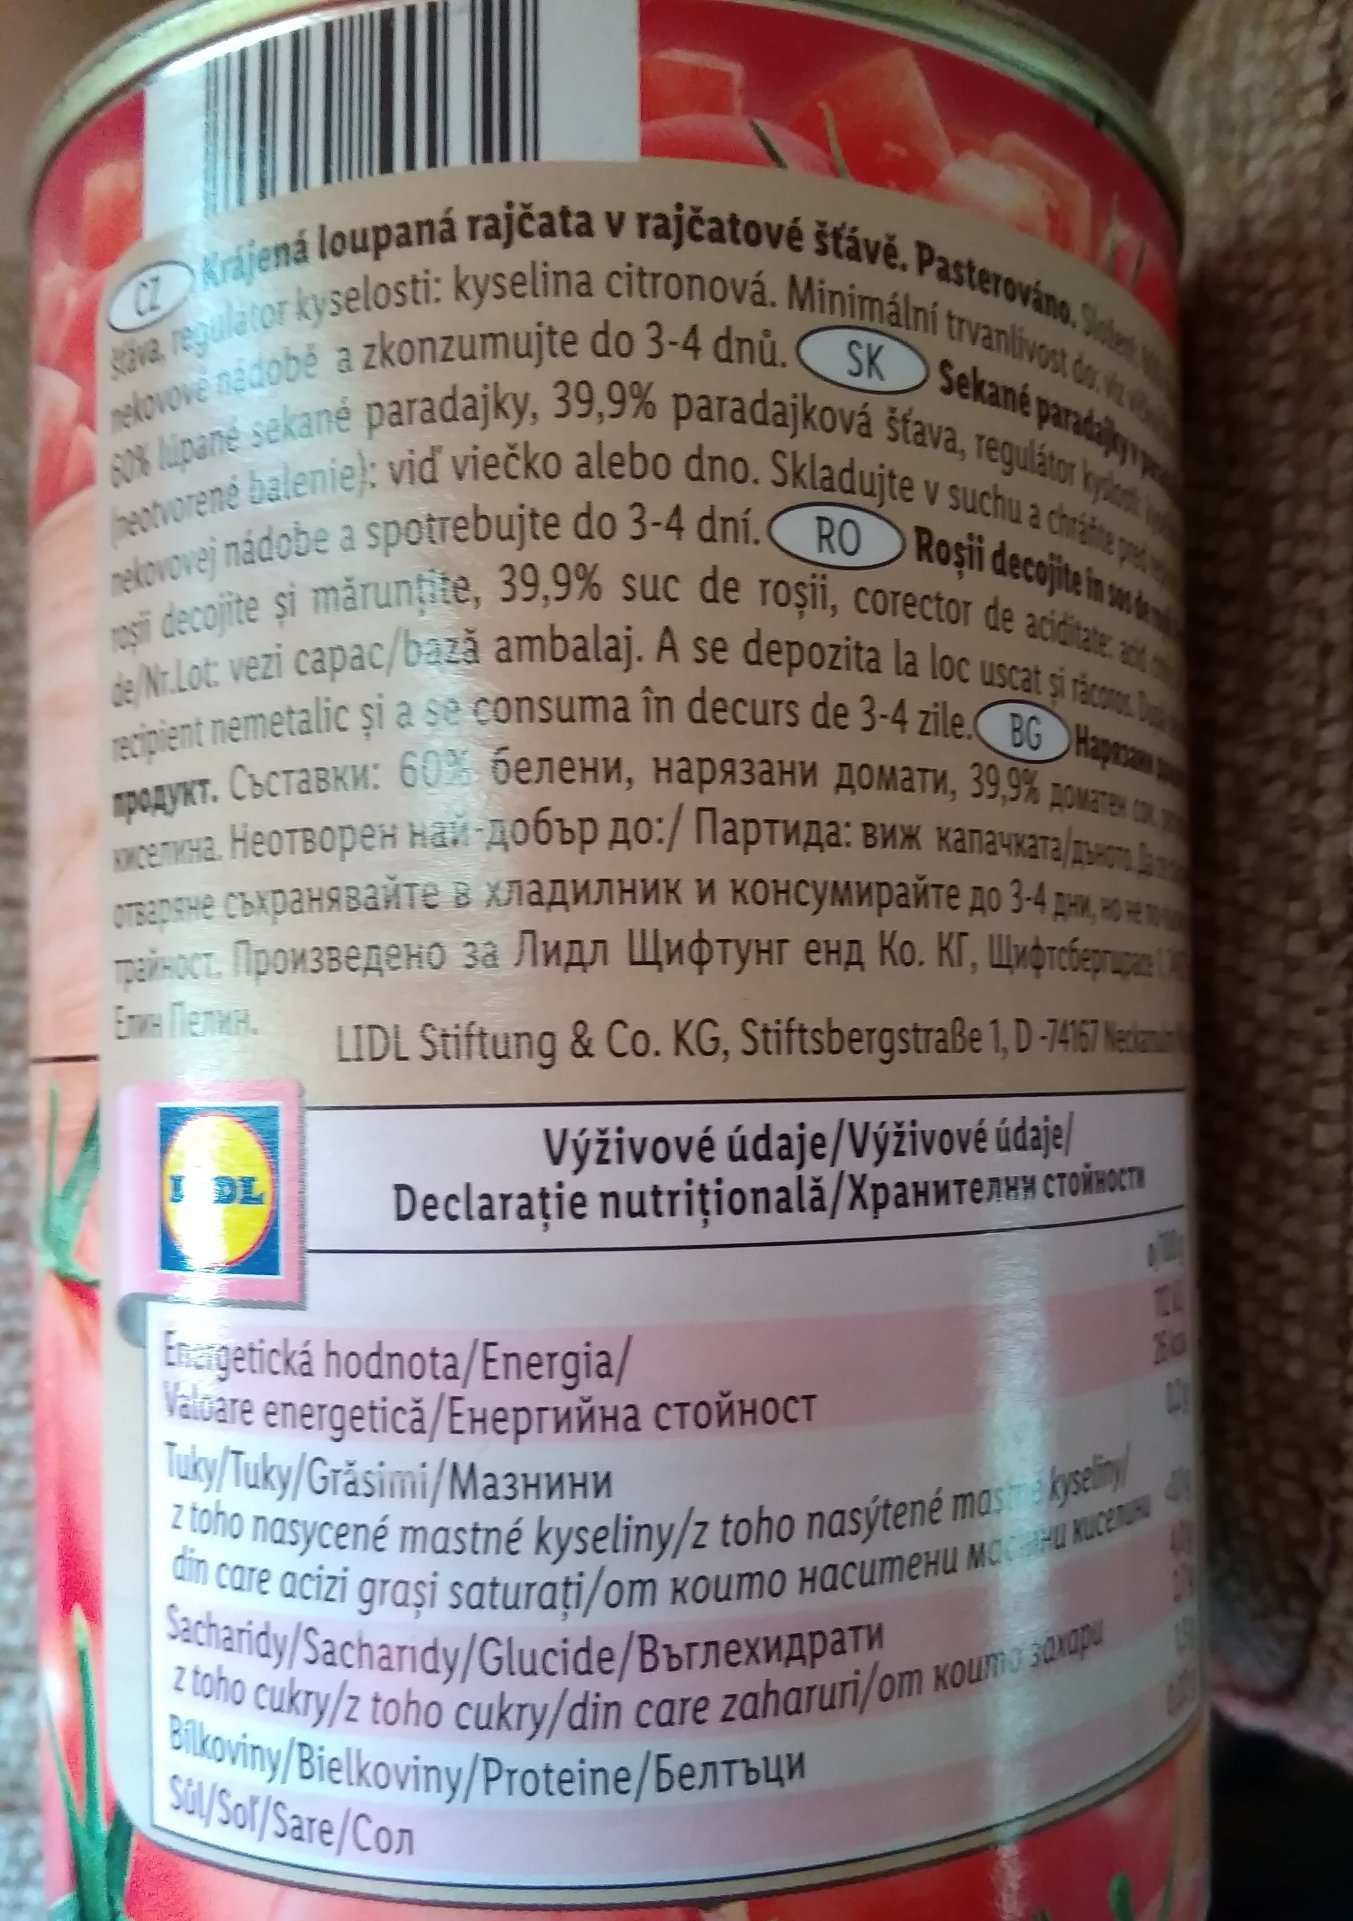 CZ Krájená loupaná rajčata v rajčatové šťávě. Pasterováno. Složení:
šťáva, regulátor kyselosti: kyselina citronová. Minimální trvanlivost do: viz
nekovové nádobě a zkonzumujte do 3-4 dnů. SK Sekané paradajky v
60% lúpané sekané paradajky, 39,9% paradajková šťava, regulátor kyslosti:
(neotvorené balenie): viď viečko alebo dno. Skladujte v suchu a chráňte pred
nekovovej nádobe a spotrebujte do 3-4 dní. RO Roșii decojite în sos de
roșii decojite și mărunțite, 39,9% suc de roșii, corector de aciditate: acid
de/Nr.Lot: vezi capac/bază ambalaj. A se depozita la loc uscat și răcoros. După
recipient nemetalic și a se consuma în decurs de 3-4 zile. BG Нарязани
продукт. Съставки: 60% белени, нарязани домати, 39,9% доматен сок,
киселина. Неотворен най-добър до:/ Партида: виж капачката/дъното. Да се
отваряне съхранявайте в хладилник и консумирайте до 3-4 дни, но не
трайност. Произведено за Лидл Щифтунг енд Ко. КГ, Щифтсбергщрасе 1,
Елин Пелин.
LIDL Stiftung & Co. KG, Stiftsbergstraße 1, D -74167 Neckarsulm
LIDL
Výživové údaje/Výživové údaje/
Declarație nutrițională/Хранителни стойности
Energetická hodnota/Energia/
Valoare energetică/Енергийна стойност
Tuky/Tuky/Grăsimi/Мазнини
z toho nasycené mastné kyseliny/z toho nasýtené mastné kyseliny/
din care acizi grași saturați/от които наситени мастни киселини
Sacharidy/Sacharidy/Glucide/Въглехидрати
z toho cukry/z toho cukry/din care zaharuri/от които захари
Bílkoviny/Bielkoviny/Proteine/Белтъци
Sůl/Soľ/Sare/Сол